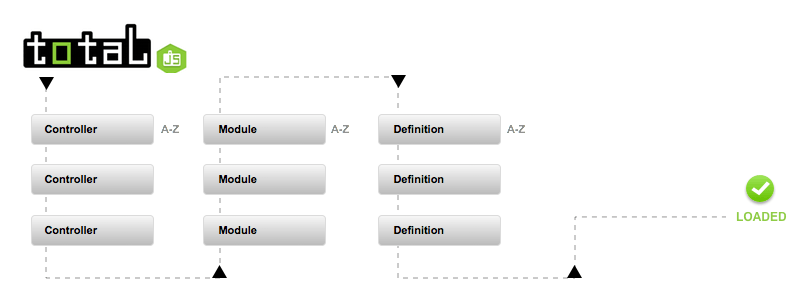 total
JS
Controller A-Z Module A-Z Definition A-Z
Controller Module Definition
Controller Module Definition
LOADED